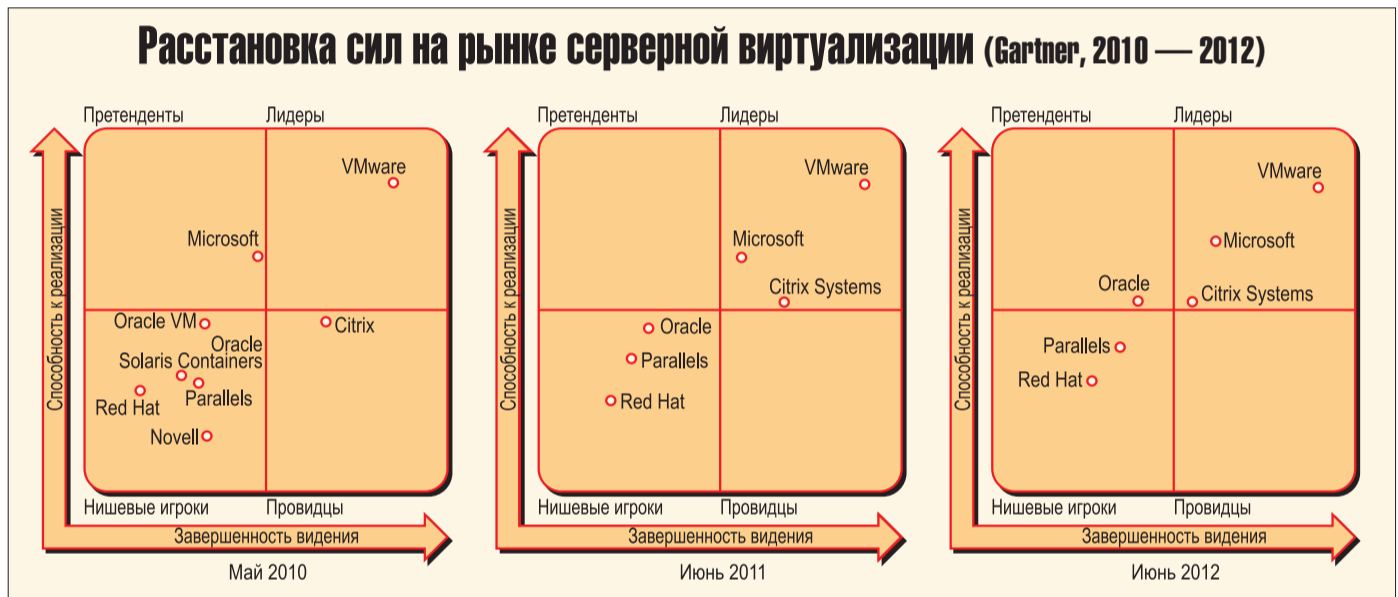 Расстановка сил на рынке серверной виртуализации (Gartner, 2010 — 2012)
Претенденты
Лидеры
Способность к реализации
VMware
Microsoft
Oracle VM
Citrix
Oracle
Solaris Containers
Red Hat
Parallels
Novell
Нишевые игроки
Провидцы
Завершенность видения
Май 2010
Претенденты
Лидеры
Способность к реализации
VMware
Microsoft
Citrix Systems
Oracle
Parallels
Red Hat
Нишевые игроки
Провидцы
Завершенность видения
Июнь 2011
Претенденты
Лидеры
Способность к реализации
VMware
Microsoft
Oracle
Citrix Systems
Parallels
Red Hat
Нишевые игроки
Провидцы
Завершенность видения
Июнь 2012